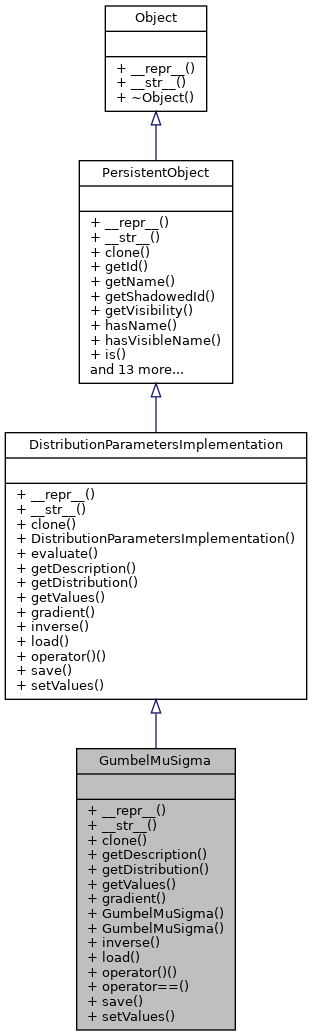 Object
+ __repr__()
+ __str__()
+ ~Object()
PersistentObject
+ __repr__()
+ __str__()
+ clone()
+ getId()
+ getName()
+ getShadowedId()
+ getVisibility()
+ hasName()
+ hasVisibleName()
+ is()
and 13 more...
DistributionParametersImplementation
+ __repr__()
+ __str__()
+ clone()
+ DistributionParametersImplementation()
+ evaluate()
+ getDescription()
+ getDistribution()
+ getValues()
+ gradient()
+ inverse()
+ load()
+ operator()()
+ save()
+ setValues()
GumbelMuSigma
+ __repr__()
+ __str__()
+ clone()
+ getDescription()
+ getDistribution()
+ getValues()
+ gradient()
+ GumbelMuSigma()
+ GumbelMuSigma()
+ inverse()
+ load()
+ operator()()
+ operator==()
+ save()
+ setValues()